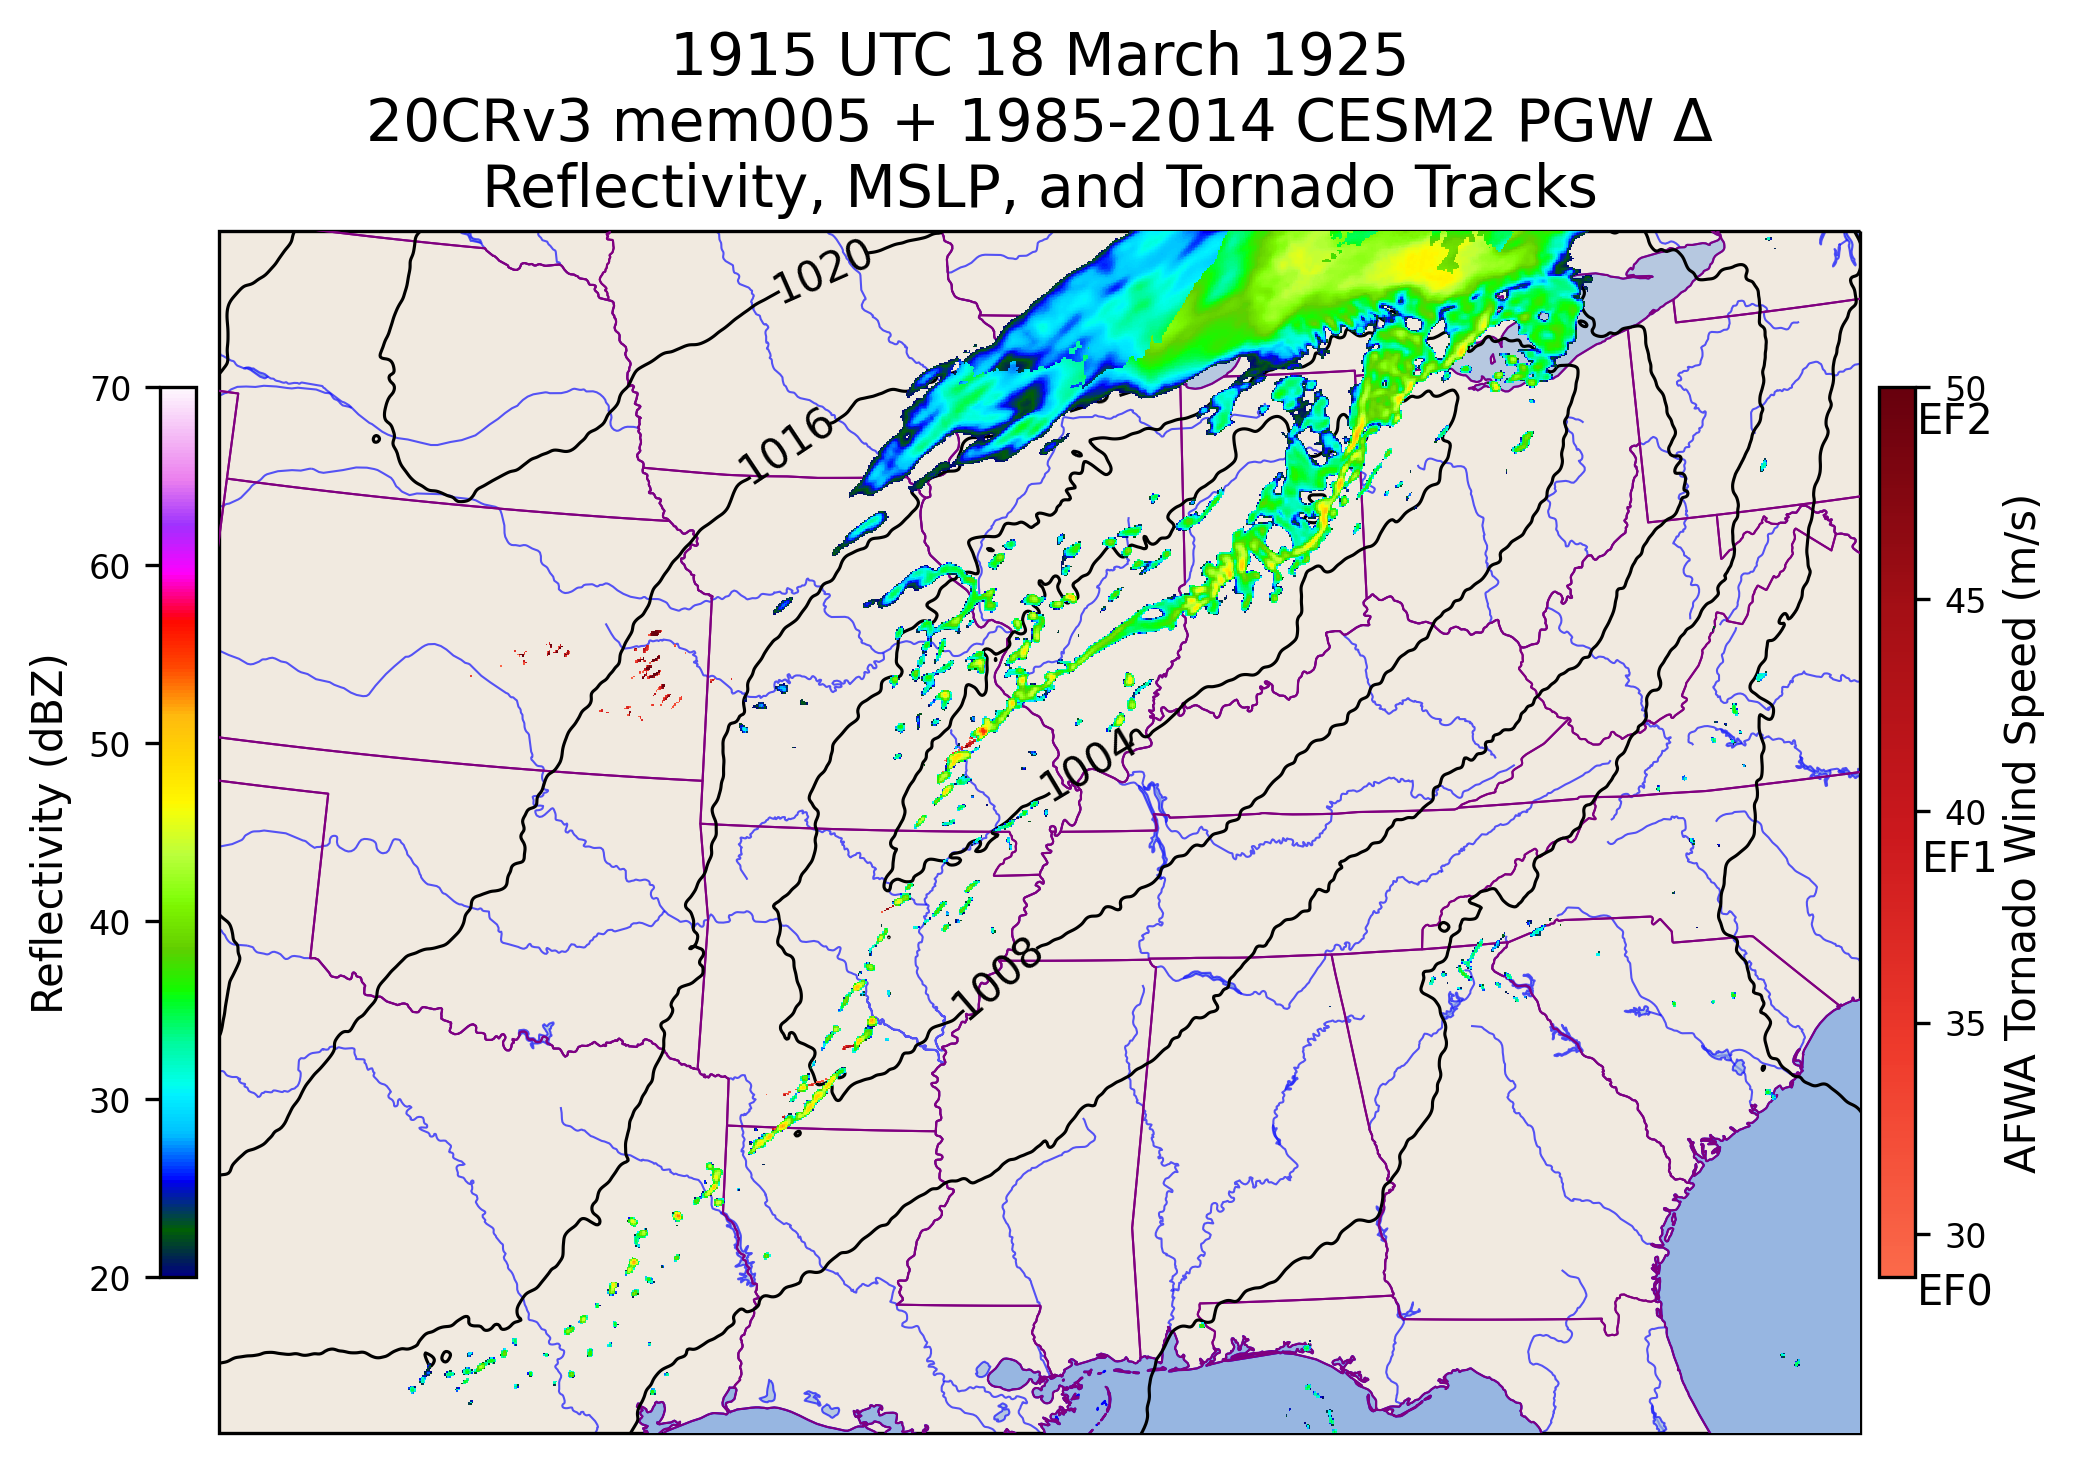 1915 UTC 18 March 1925
20CRv3 mem005 + 1985-2014 CESM2 PGW Δ
Reflectivity, MSLP, and Tornado Tracks
Reflectivity (dBZ)
70
60
50
40
30
20
1020
1016
1004
1008
50
EF2
45
40
EF1
35
30
EF0
AFWA Tornado Wind Speed (m/s)